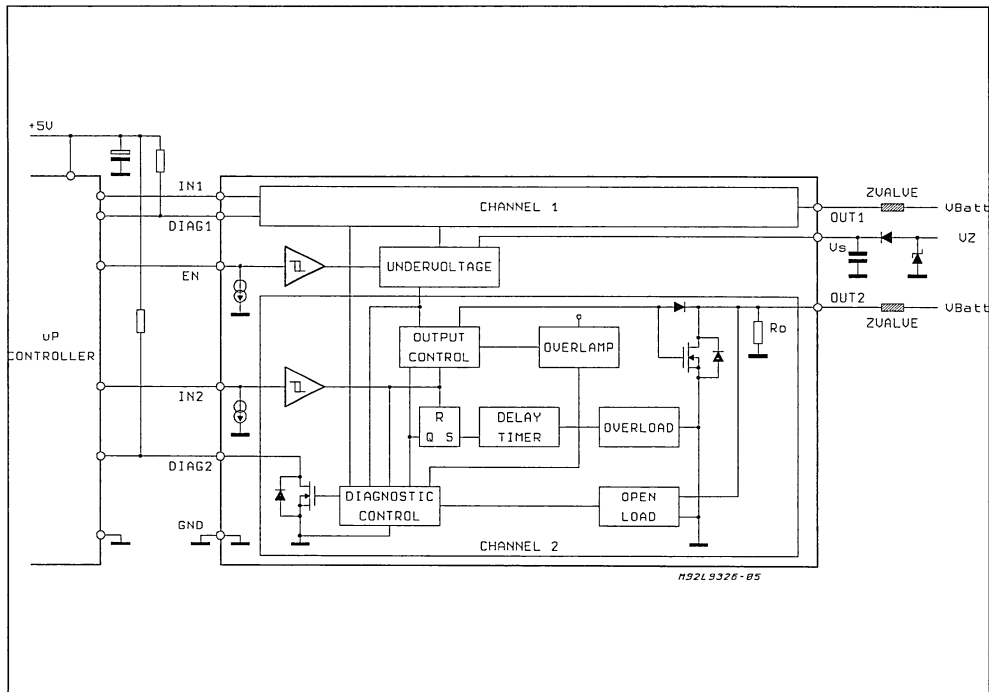 +5V
IN1
CHANNEL 1
ZVALVE
VBatt
DIAG1
OUT1
EN
UNDERVOLTAGE
Vs
VZ
OUT2
VBatt
ZVALVE
uP
CONTROLLER
OUTPUT
CONTROL
OVERLAMP
RO
IN2
R
Q S
DELAY
TIMER
OVERLOAD
DIAG2
DIAGNOSTIC
CONTROL
OPEN
LOAD
GND
CHANNEL 2
M92L9326-05